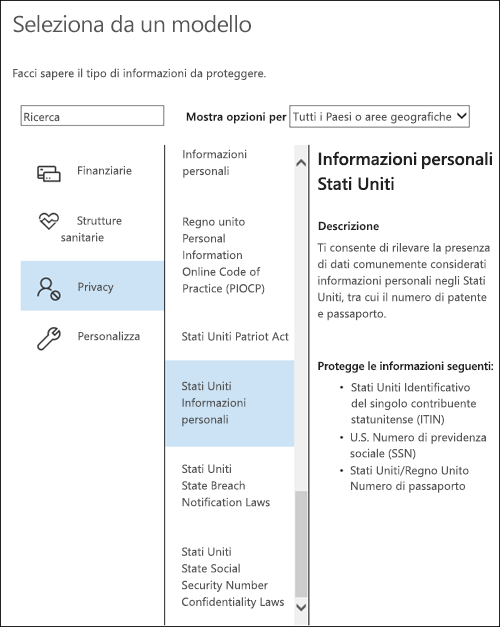 Seleziona da un modello
Facci sapere il tipo di informazioni da proteggere.
Ricerca
Mostra opzioni per
Tutti i Paesi o aree geografiche
Finanziarie
Strutture
sanitarie
Privacy
Personalizza
Informazioni
personali
Regno unito
Personal
Information
Online Code of
Practice (PIOCP)
Stati Uniti Patriot Act
Stati Uniti
Informazioni
personali
Stati Uniti
State Breach
Notification Laws
Stati Uniti
State Social
Security Number
Confidentiality Laws
Informazioni personali
Stati Uniti
Descrizione
Ti consente di rilevare la presenza
di dati comunemente considerati
informazioni personali negli Stati
Uniti, tra cui il numero di patente
e passaporto.
Protegge le informazioni seguenti:
• Stati Uniti Identificativo
del singolo contribuente
statunitense (ITIN)
• U.S. Numero di previdenza
sociale (SSN)
• Stati Uniti/Regno Unito
Numero di passaporto